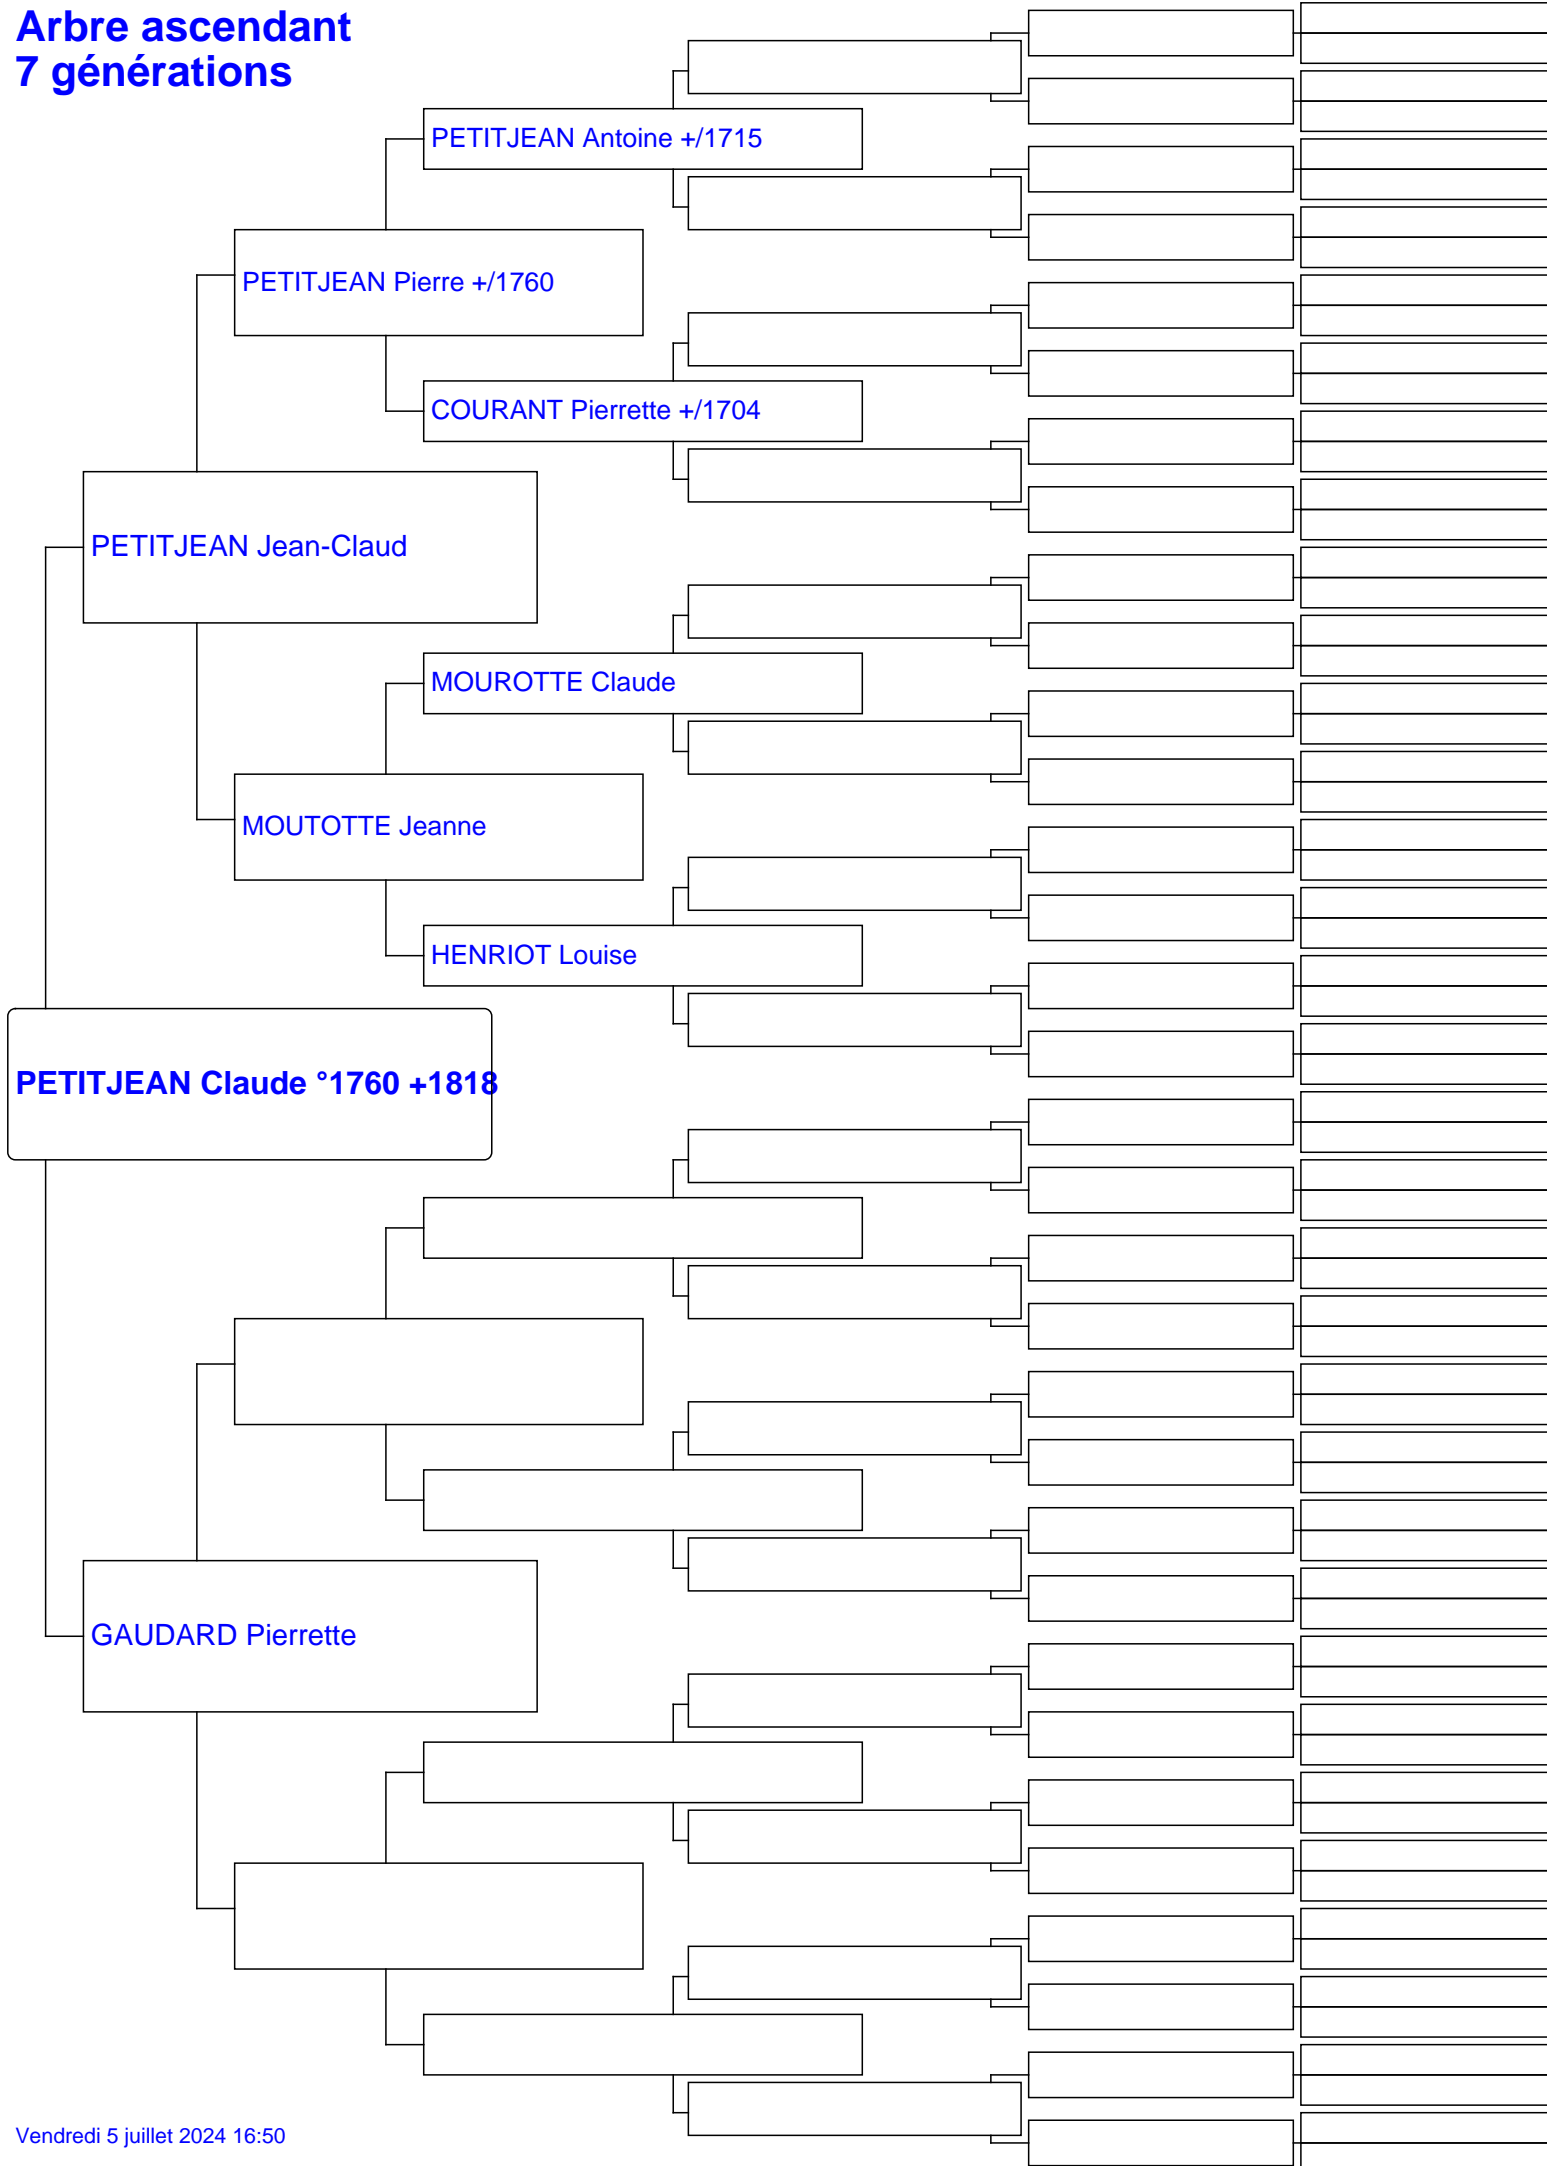 Arbre ascendant
7 générations
PETITJEAN Antoine +/1715
PETITJEAN Pierre +/1760
COURANT Pierrette +/1704
PETITJEAN Jean-Claud
MOUROTTE Claude
MOUTOTTE Jeanne
HENRIOT Louise
PETITJEAN Claude °1760 +1818
GAUDARD Pierrette
Vendredi 5 juillet 2024 16:50